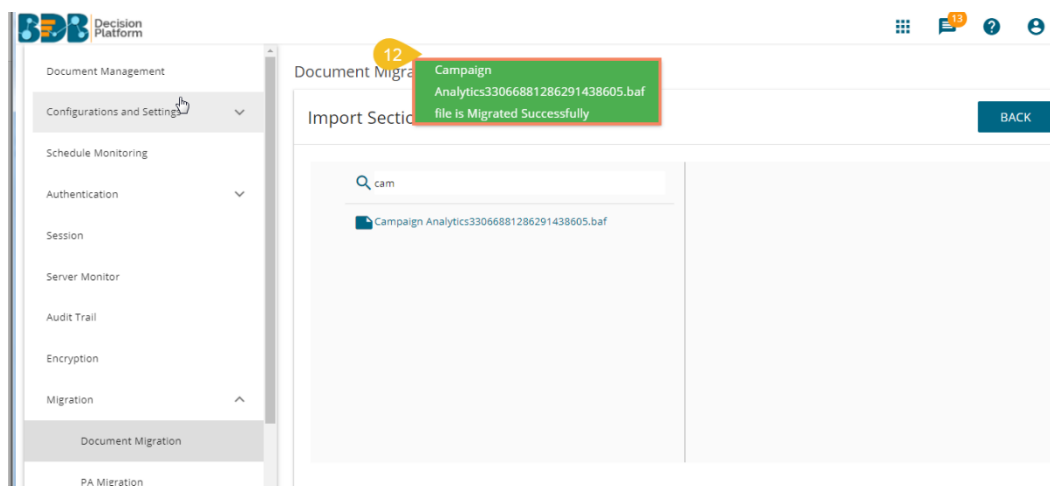 BDB Decision
Platform
13
Document Management
Configurations and Settings
Schedule Monitoring
Authentication
Session
Server Monitor
Audit Trail
Encryption
Migration
Document Migration
PA Migration
12
Document Migra
Campaign
Analytics33066881286291438605.baf
file is Migrated Successfully
Import Sectio
BACK
cam
Campaign Analytics33066881286291438605.baf